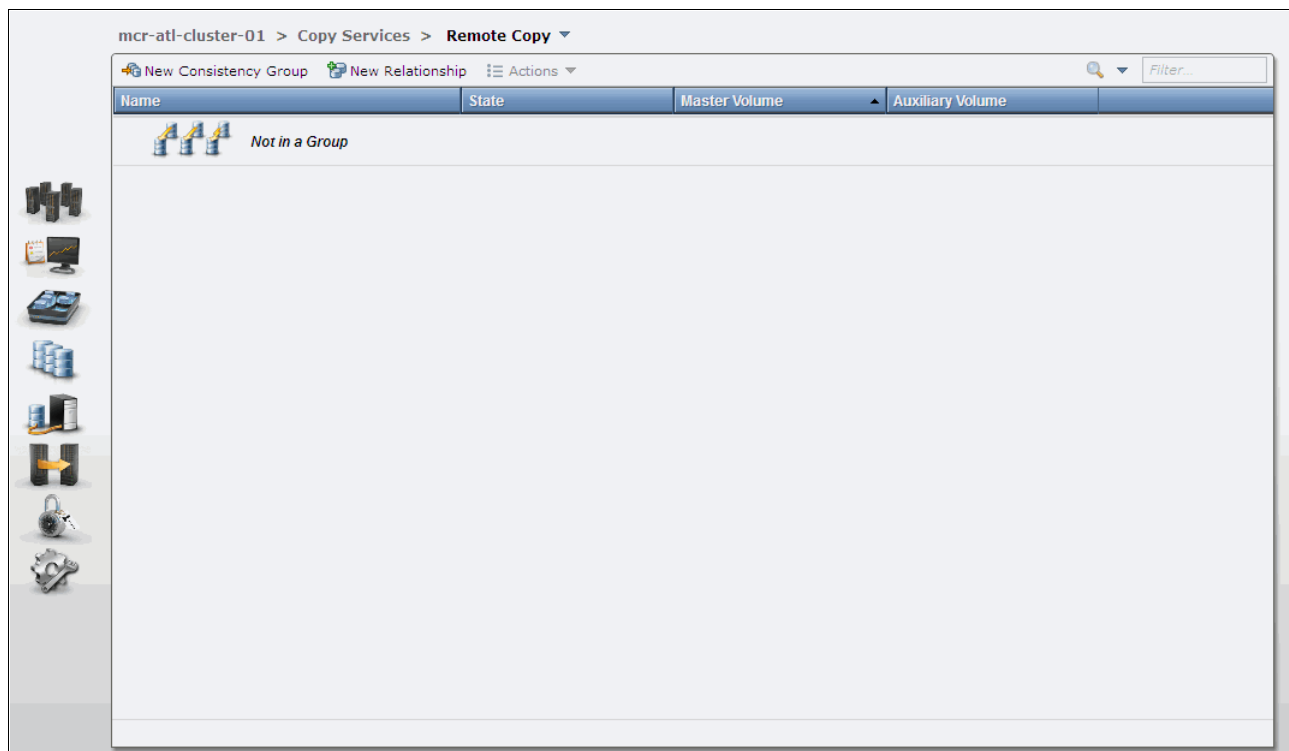 mcr-atl-cluster-01 > Copy Services > Remote Copy
New Consistency Group New Relationship Actions Filter...
Name State Master Volume Auxiliary Volume
Not in a Group